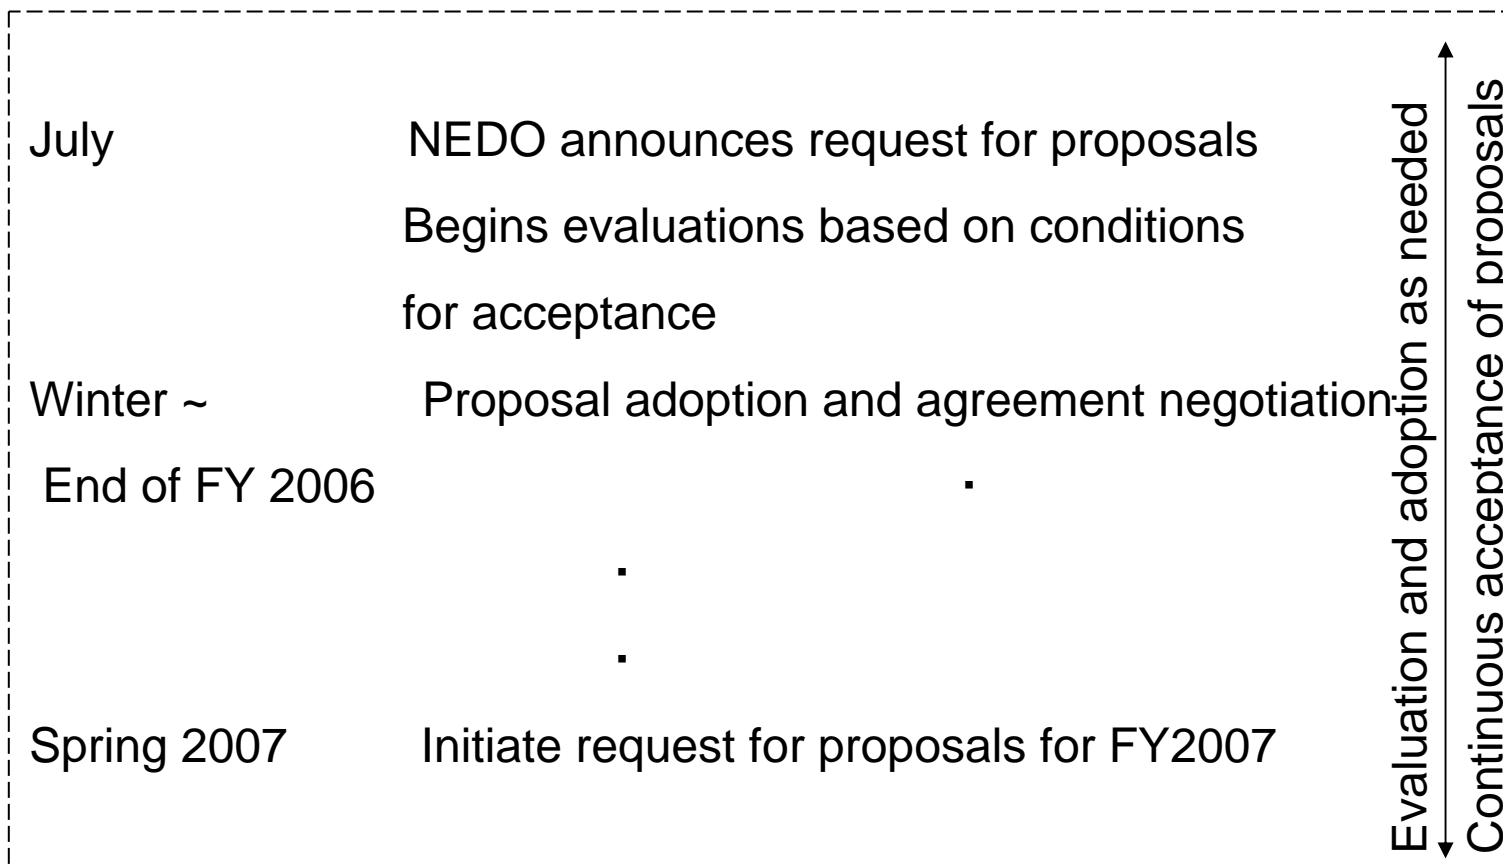 July NEDO announces request for proposals
Begins evaluations based on conditions
for acceptance
Winter ~ Proposal adoption and agreement negotiation
End of FY 2006 .
.
.
Spring 2007 Initiate request for proposals for FY2007
Evaluation and adoption as needed
Continuous acceptance of proposals